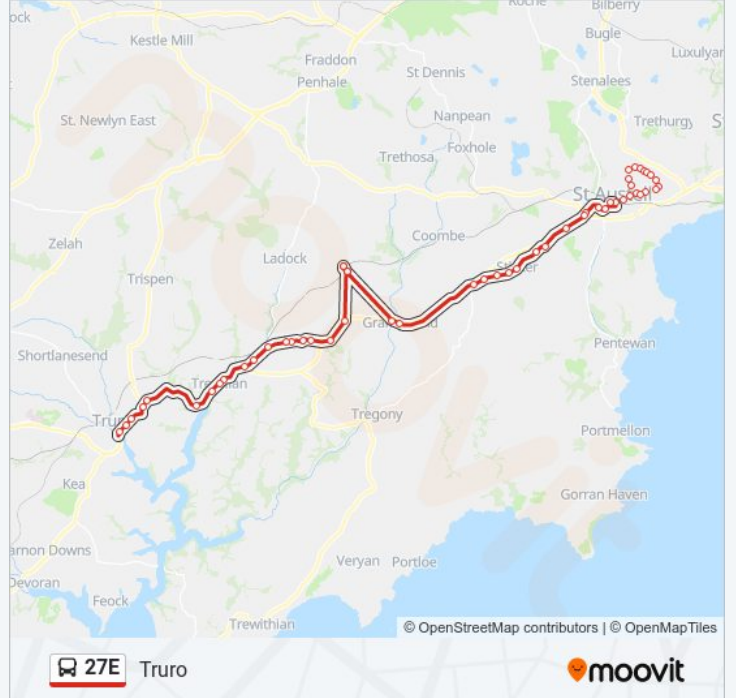 ock
Kestle Mill
Roche
Bilberry
Bugle
Luxulyan
Fraddon
Penhale
St Dennis
Stenalees
St. Newlyn East
Nanpean
Trethurgy
S
Foxhole
Trethosa
St Austell
Zelah
Ladock
Coombe
Trispen
Sticker
Grampound
Pentewan
Shortlanesend
Tresillian
Truro
Tregony
Portmellon
Kea
Gorran Haven
arnon Downs
Veryan
Portloe
Devoran
Feock
Trewithian
© OpenStreetMap contributors | © OpenMapTiles
27E Truro
moovit